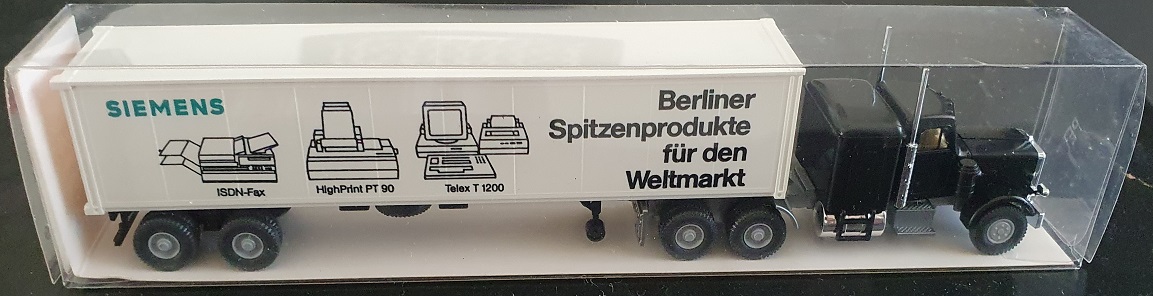 SIEMENS
ISDN-Fax
HighPrint PT 90
Telex T 1200
Berliner
Spitzenprodukte
für den
Weltmarkt